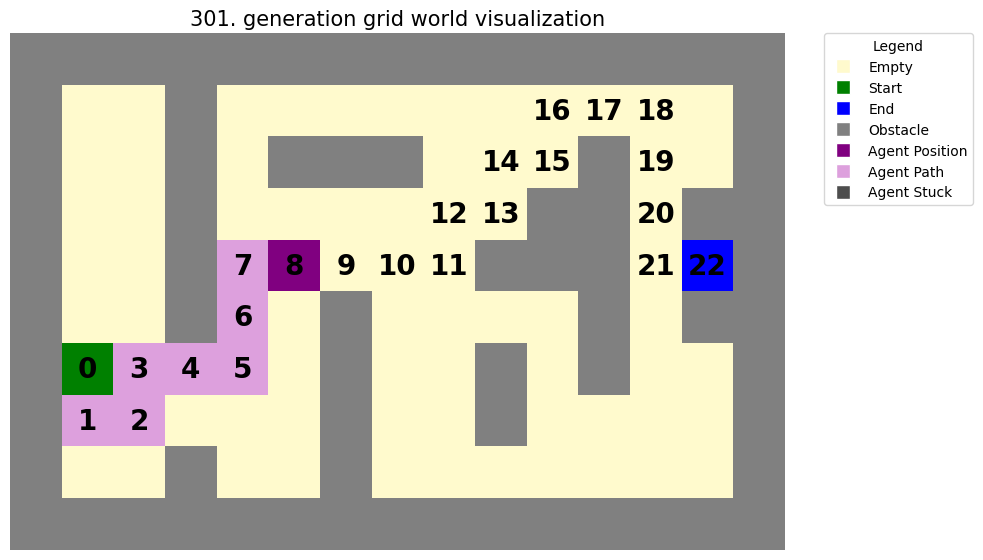 301. generation grid world visualization
16 17 18
14 15 19
12 13 20
7 8 9 10 11 21 22
6
0 3 4 5
1 2
Legend
Empty
Start
End
Obstacle
Agent Position
Agent Path
Agent Stuck